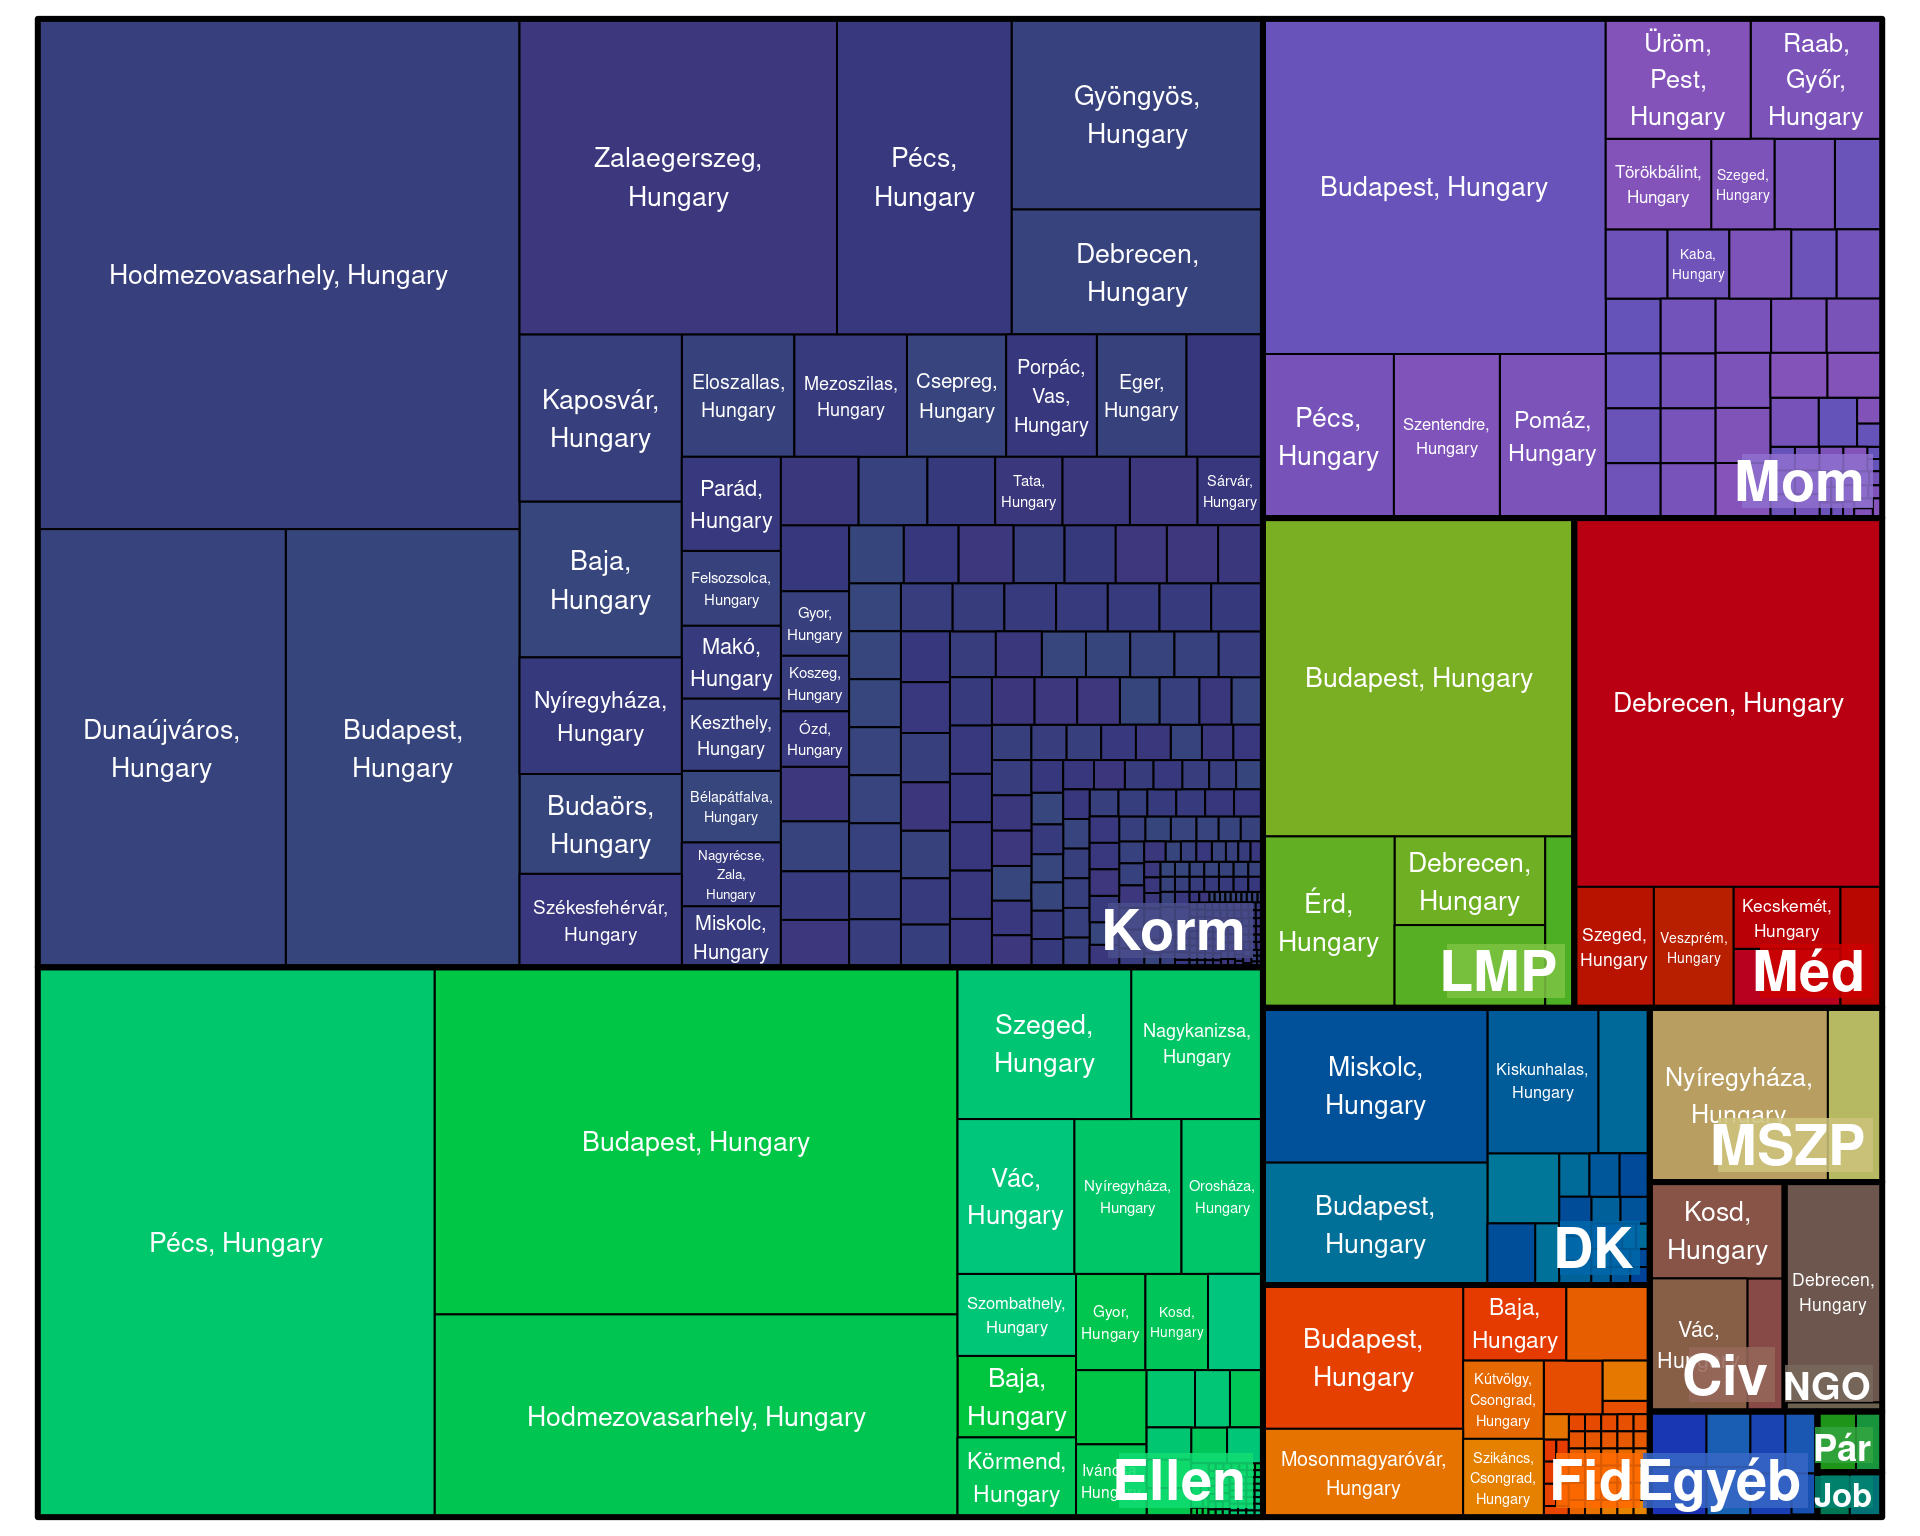 Hodmezovasarhely, Hungary
Zalaegerszeg,
Hungary
Pécs,
Hungary
Gyöngyös,
Hungary
Debrecen,
Hungary
Dunaújváros,
Hungary
Budapest,
Hungary
Kaposvár,
Hungary
Baja,
Hungary
Nyíregyháza,
Hungary
Budaörs,
Hungary
Székesfehérvár,
Hungary
Eloszallas,
Hungary
Mezoszilas,
Hungary
Csepreg,
Hungary
Porpác,
Vas,
Hungary
Eger,
Hungary
Parád,
Hungary
Felsozsolca,
Hungary
Makó,
Hungary
Keszthely,
Hungary
Bélapátfalva,
Hungary
Nagyrécse,
Zala,
Hungary
Miskolc,
Hungary
Tata,
Hungary
Sárvár,
Hungary
Gyor,
Hungary
Koszeg,
Hungary
Ózd,
Hungary
Korm
Pécs, Hungary
Budapest, Hungary
Hodmezovasarhely, Hungary
Szeged,
Hungary
Nagykanizsa,
Hungary
Vác,
Hungary
Nyíregyháza,
Hungary
Orosháza,
Hungary
Szombathely,
Hungary
Gyor,
Hungary
Kosd,
Hungary
Baja,
Hungary
Körmend,
Hungary
Ellen
Budapest, Hungary
Üröm,
Pest,
Hungary
Raab,
Győr,
Hungary
Törökbálint,
Hungary
Szeged,
Hungary
Kaba,
Hungary
Pécs,
Hungary
Szentendre,
Hungary
Pomáz,
Hungary
Mom
Budapest, Hungary
Érd,
Hungary
Debrecen,
Hungary
LMP
Debrecen, Hungary
Szeged,
Hungary
Veszprém,
Hungary
Kecskemét,
Hungary
Méd
Miskolc,
Hungary
Kiskunhalas,
Hungary
Budapest,
Hungary
DK
Nyíregyháza,
Hungary
MSZP
Kosd,
Hungary
Vác,
Hungary
Civ
Debrecen,
Hungary
NGO
Budapest,
Hungary
Baja,
Hungary
Kútvölgy,
Csongrad,
Hungary
Mosonmagyaróvár,
Hungary
Szikáncs,
Csongrad,
Hungary
Fid
Egyéb
Pár
Job